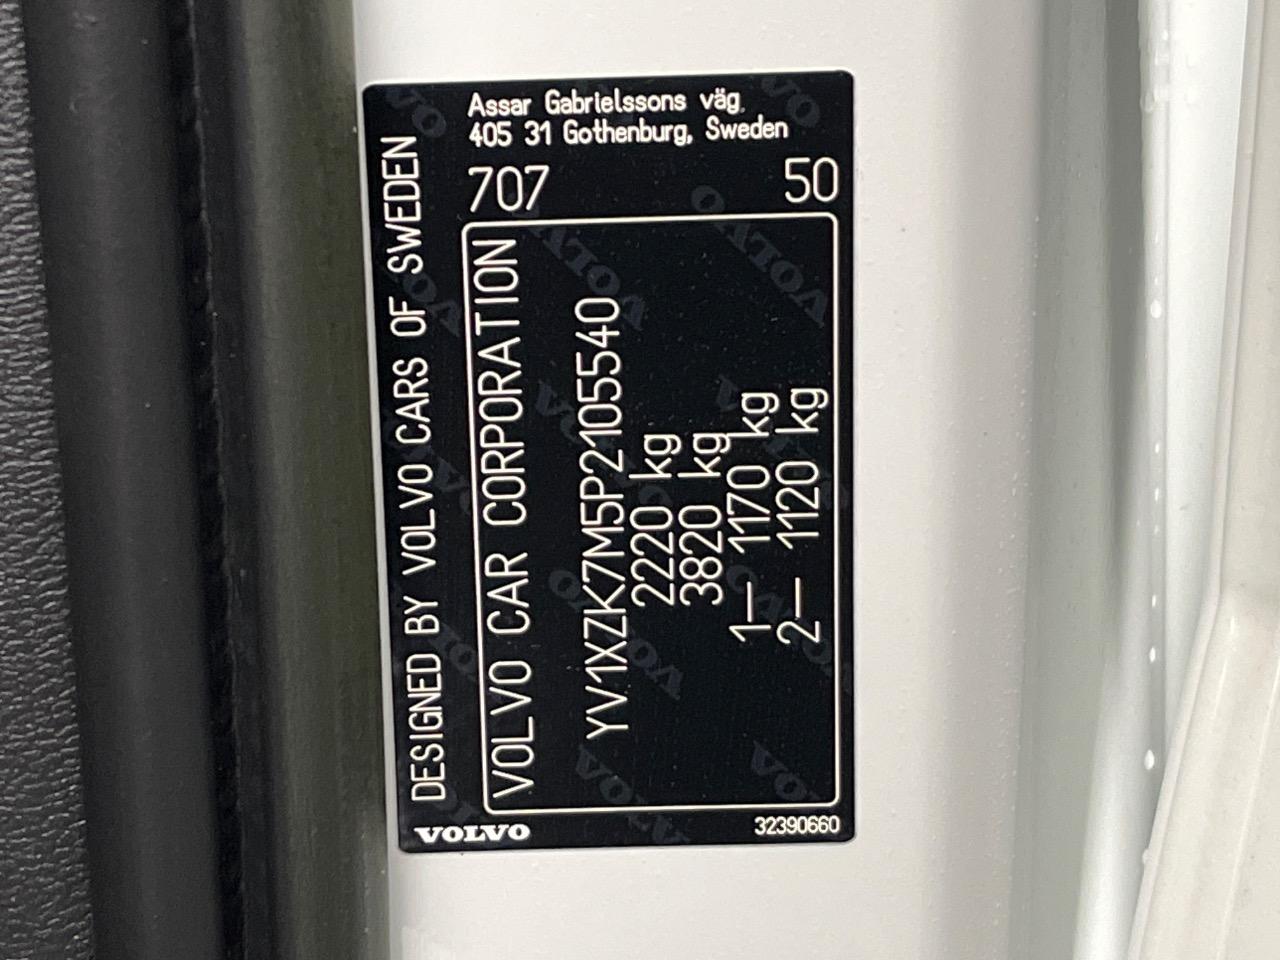 Assar Gabrielssons väg.
405 31 Gothenburg, Sweden
707 50
DESIGNED BY VOLVO CARS OF SWEDEN
VOLVO CAR CORPORATION
YV1XZK7M5P2105540
2220 kg
3820 kg
1– 1170 kg
2– 1120 kg
VOLVO
32390660